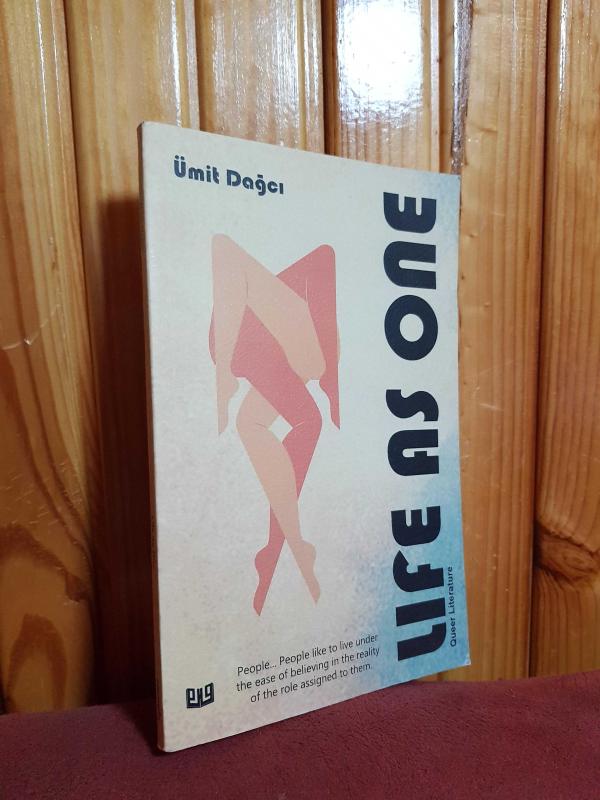 Ümit Dağcı
LIFE AS ONE
Queer Literature
People... People like to live under
the ease of believing in the reality
of the role assigned to them.